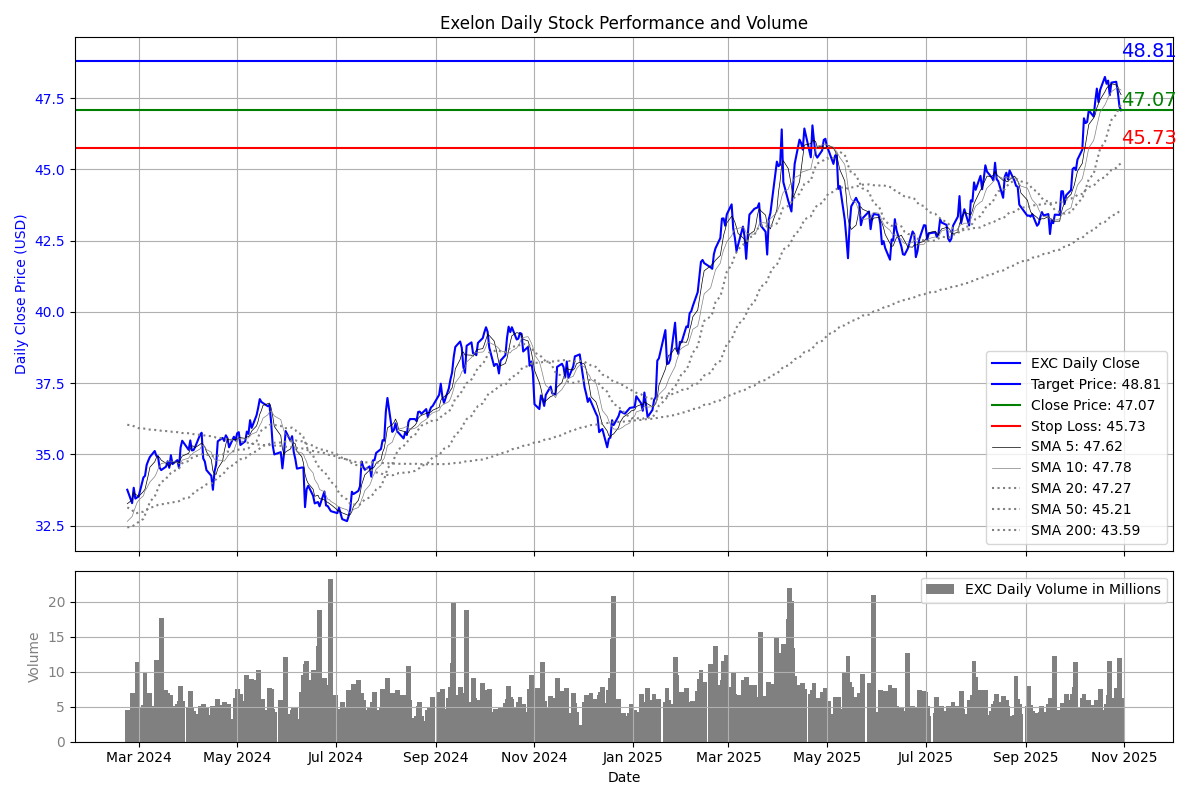 Exelon Daily Stock Performance and Volume
48.81
47.07
45.73
47.5
45.0
42.5
40.0
37.5
35.0
32.5
Daily Close Price (USD)
EXC Daily Close
Target Price: 48.81
Close Price: 47.07
Stop Loss: 45.73
SMA 5: 47.62
SMA 10: 47.78
SMA 20: 47.27
SMA 50: 45.21
SMA 200: 43.59
20
15
10
5
0
Volume
EXC Daily Volume in Millions
Mar 2024 May 2024 Jul 2024 Sep 2024 Nov 2024 Jan 2025 Mar 2025 May 2025 Jul 2025 Sep 2025 Nov 2025
Date